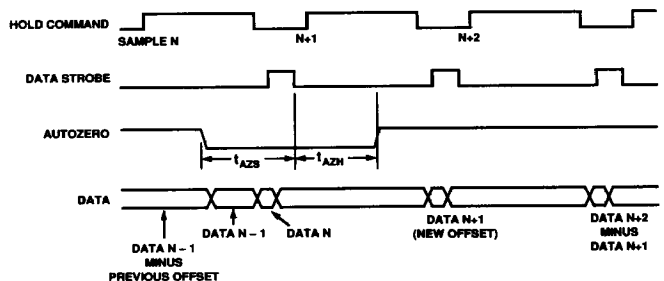 HOLD COMMAND
SAMPLE N
N+1
N+2
DATA STROBE
AUTOZERO
tAZS
tAZH
DATA
DATA N – 1
MINUS
PREVIOUS OFFSET
DATA N – 1
DATA N
DATA N+1
(NEW OFFSET)
DATA N+2
MINUS
DATA N+1